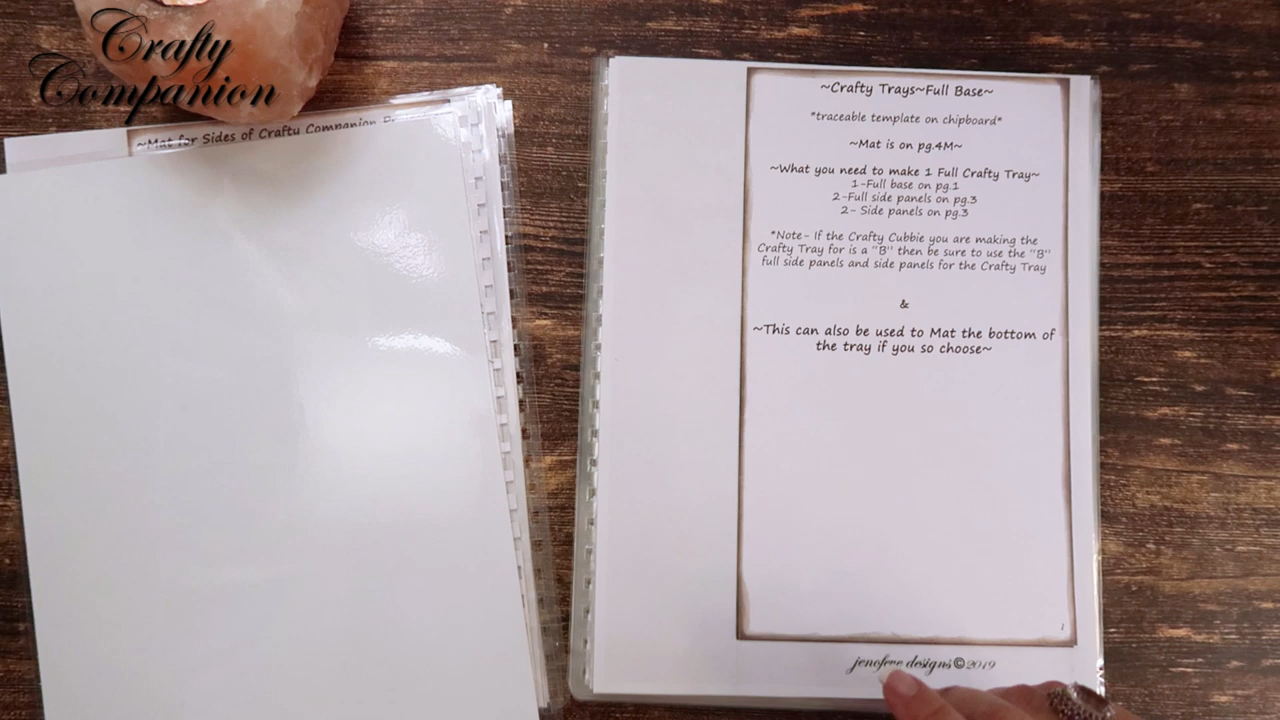 Crafty
Companion
~Mat for Sides of Crafty Companion
~Crafty Trays~Full Base~
*traceable template on chipboard*
~Mat is on pg.4M~
~What you need to make 1 Full Crafty Tray~
1-Full base on pg.1
2-Full side panels on pg.3
2- Side panels on pg.3
*Note- If the Crafty Cubbie you are making the
Crafty Tray for is a "B" then be sure to use the "B"
full side panels and side panels for the Crafty Tray
&
~This can also be used to Mat the bottom of
the tray if you so choose~
1
jenofeve designs©2019